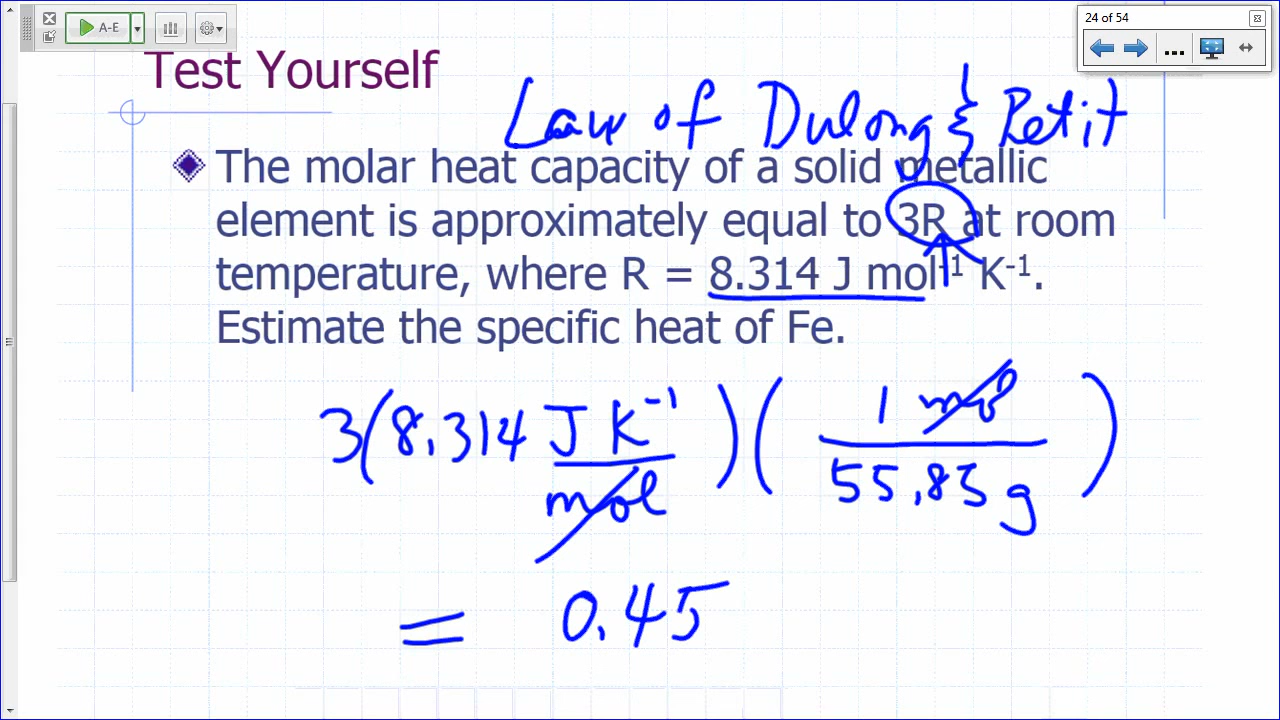 A-E
24 of 54
...
Test Yourself
Law of Dulong & Petit
The molar heat capacity of a solid metallic
element is approximately equal to 3R at room
temperature, where R = 8.314 J mol⁻¹ K⁻¹.
Estimate the specific heat of Fe.
3(8.314 J K⁻¹/mol)(1 mol/55.85 g)
= 0.45